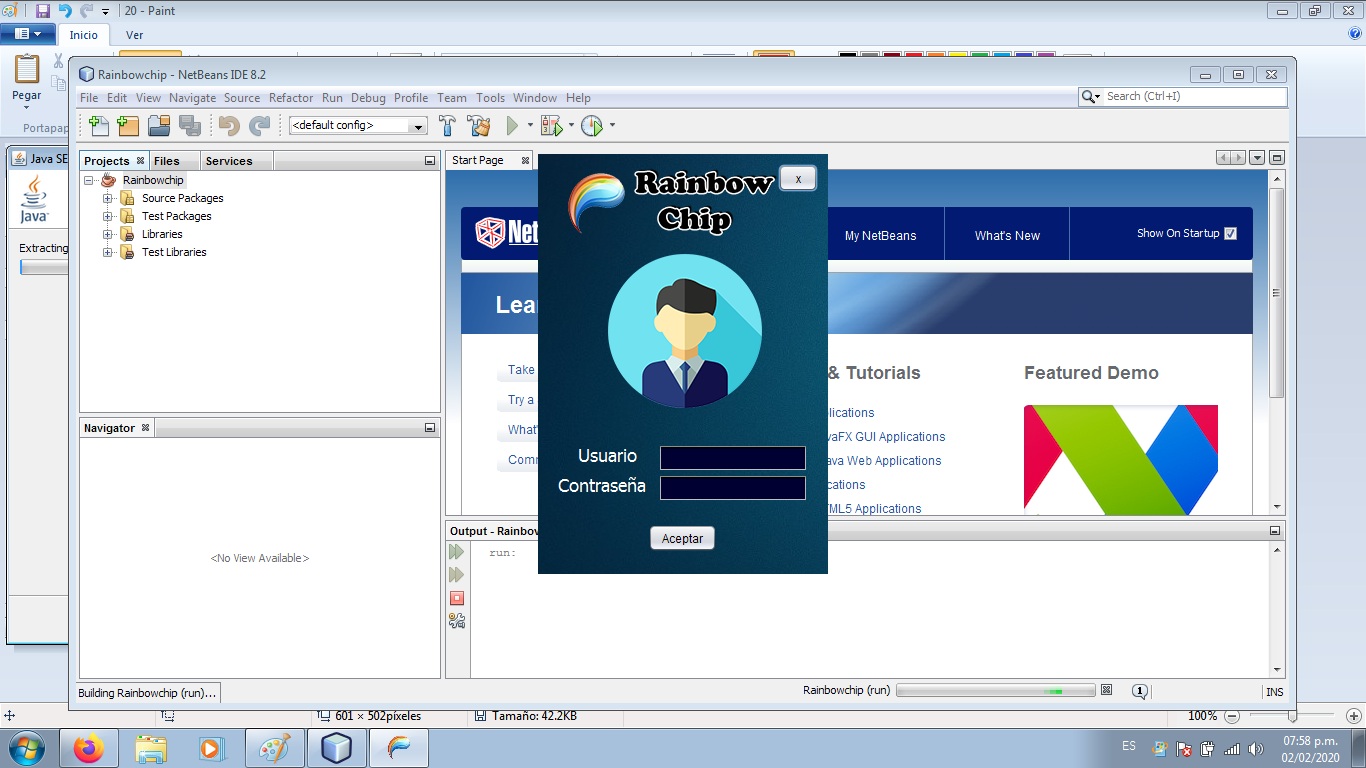 20 - Paint
Inicio
Ver
Pegar
Portapap
Rainbowchip - NetBeans IDE 8.2
File Edit View Navigate Source Refactor Run Debug Profile Team Tools Window Help
Search (Ctrl+I)
<default config>
Java SE
Java™
Extracting
Projects
Files
Services
Rainbowchip
Source Packages
Test Packages
Libraries
Test Libraries
Navigator
<No View Available>
Start Page
Net
My NetBeans
What's New
Show On Startup
Lea
Take
Try a
What'
Comm
& Tutorials
plications
vaFX GUI Applications
ava Web Applications
cations
TML5 Applications
Featured Demo
Rainbow
Chip
x
Usuario
Contraseña
Aceptar
Output - Rainbow
run:
Building Rainbowchip (run)...
Rainbowchip (run)
1
INS
601 × 502píxeles
Tamaño: 42.2KB
100%
ES
07:58 p.m.
02/02/2020